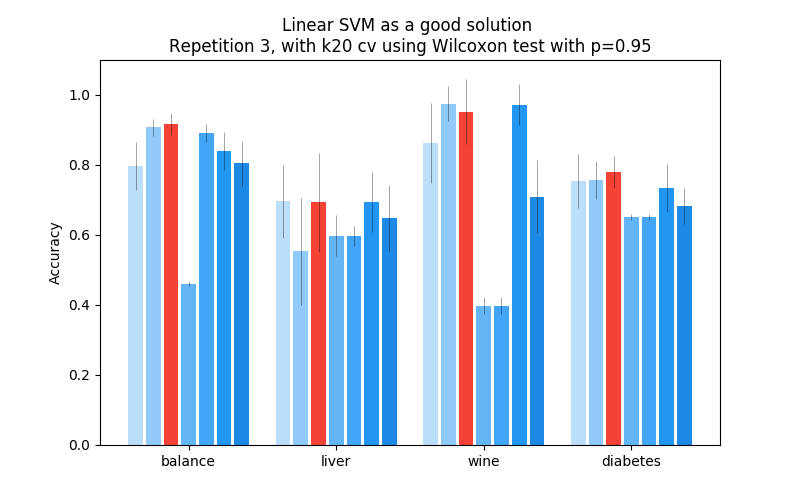 Linear SVM as a good solution
Repetition 3, with k20 cv using Wilcoxon test with p=0.95
Accuracy
1.0
0.8
0.6
0.4
0.2
0.0
balance liver wine diabetes